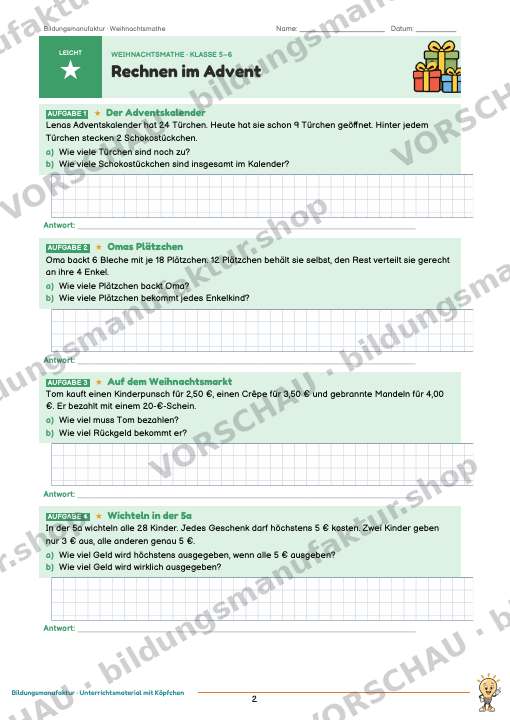 Bildungsmanufaktur · Weihnachtsmathe Name: Datum:
LEICHT
WEIHNACHTSMATHE · KLASSE 5–6
Rechnen im Advent
AUFGABE 1 ★ Der Adventskalender
Lenas Adventskalender hat 24 Türchen. Heute hat sie schon 9 Türchen geöffnet. Hinter jedem
Türchen stecken 2 Schokostückchen.
a) Wie viele Türchen sind noch zu?
b) Wie viele Schokostückchen sind insgesamt im Kalender?
Antwort:
AUFGABE 2 ★ Omas Plätzchen
Oma backt 6 Bleche mit je 18 Plätzchen. 12 Plätzchen behält sie selbst, den Rest verteilt sie gerecht
an ihre 4 Enkel.
a) Wie viele Plätzchen backt Oma?
b) Wie viele Plätzchen bekommt jedes Enkelkind?
Antwort:
AUFGABE 3 ★ Auf dem Weihnachtsmarkt
Tom kauft einen Kinderpunsch für 2,50 €, einen Crêpe für 3,50 € und gebrannte Mandeln für 4,00
€. Er bezahlt mit einem 20-€-Schein.
a) Wie viel muss Tom bezahlen?
b) Wie viel Rückgeld bekommt er?
Antwort:
AUFGABE 4 ★ Wichteln in der 5a
In der 5a wichteln alle 28 Kinder. Jedes Geschenk darf höchstens 5 € kosten. Zwei Kinder geben
nur 3 € aus, alle anderen genau 5 €.
a) Wie viel Geld wird höchstens ausgegeben, wenn alle 5 € ausgeben?
b) Wie viel Geld wird wirklich ausgegeben?
Antwort:
Bildungsmanufaktur · Unterrichtsmaterial mit Köpfchen
2
VORSCHAU · bildungsmanufaktur.shop